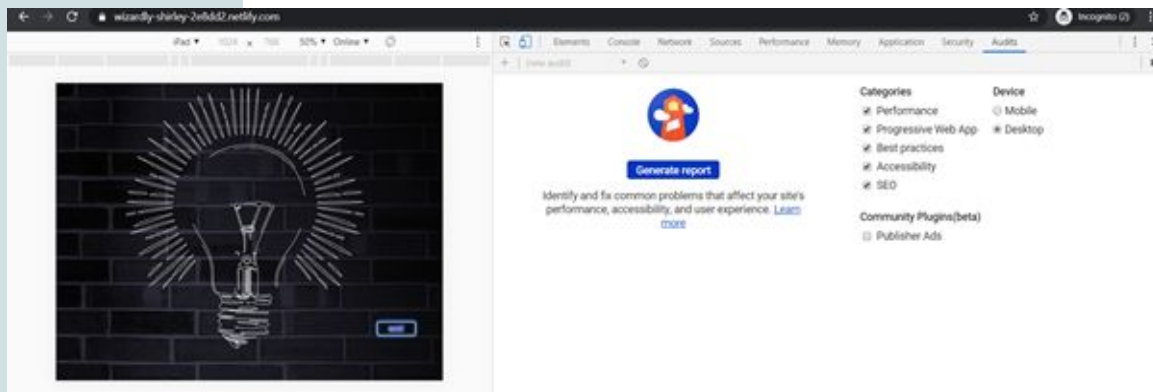 wizardly-shirley-2e8dd2.netlify.com
Incognito (2)
iPad ▾ 1024 x 768 50% ▾ Online ▾
Elements Console Network Sources Performance Memory Application Security Audits
+ (new audit)
Categories Device
Performance Mobile
Progressive Web App Desktop
Best practices
Accessibility
SEO
Generate report
Identify and fix common problems that affect your site's
performance, accessibility, and user experience. Learn
more
Community Plugins(beta)
Publisher Ads